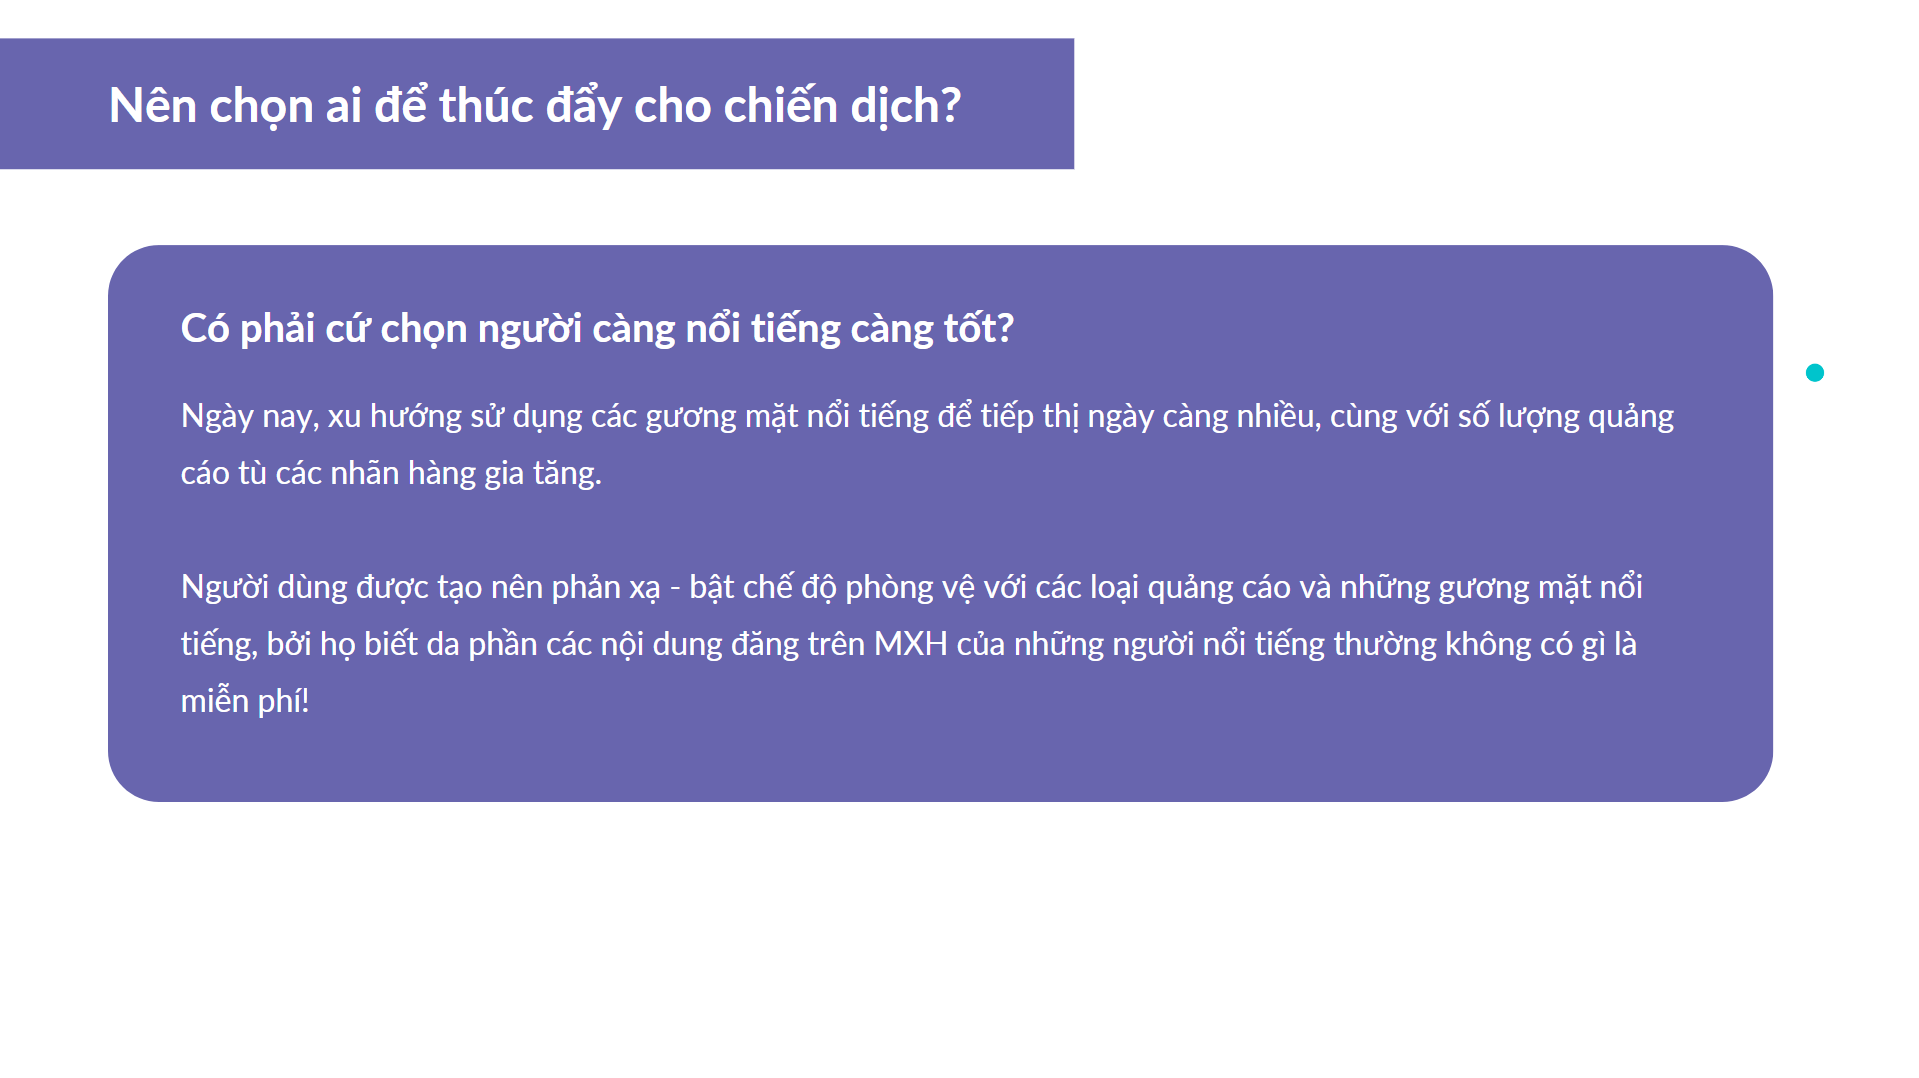 Nên chọn ai để thúc đẩy cho chiến dịch?
Có phải cứ chọn người càng nổi tiếng càng tốt?
Ngày nay, xu hướng sử dụng các gương mặt nổi tiếng để tiếp thị ngày càng nhiều, cùng với số lượng quảng
cáo tù các nhãn hàng gia tăng.
Người dùng được tạo nên phản xạ - bật chế độ phòng vệ với các loại quảng cáo và những gương mặt nổi
tiếng, bởi họ biết da phần các nội dung đăng trên MXH của những người nổi tiếng thường không có gì là
miễn phí!